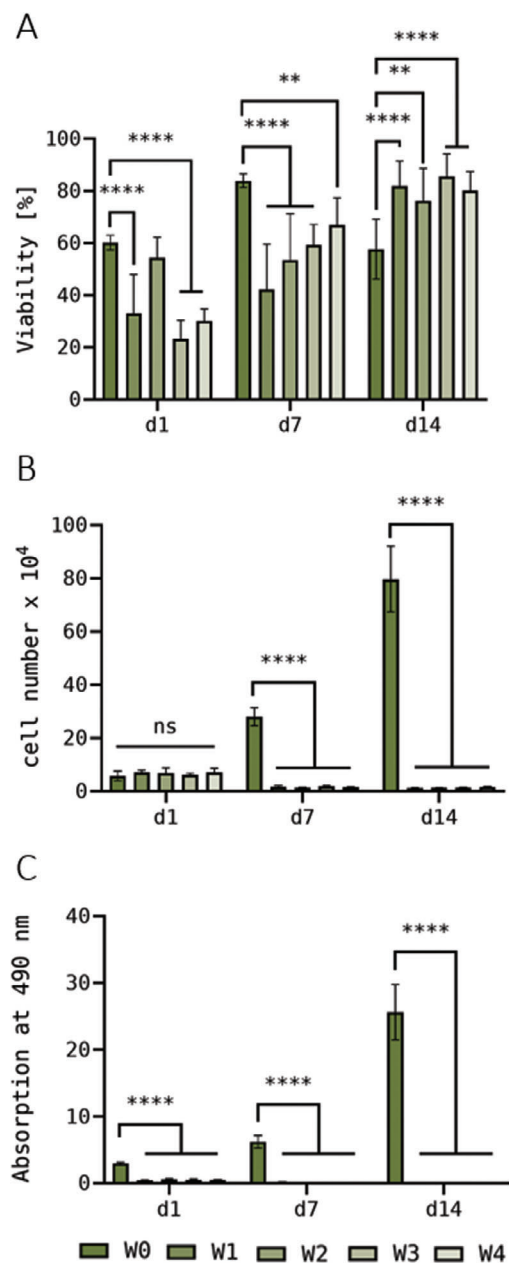 A
Viability [%]
100
80
60
40
20
0
****
****
**
****
****
**
****
d1
d7
d14
B
cell number x 10⁴
100
80
60
40
20
0
ns
****
****
d1
d7
d14
C
Absorption at 490 nm
40
30
20
10
0
****
****
****
d1
d7
d14
W0 W1 W2 W3 W4